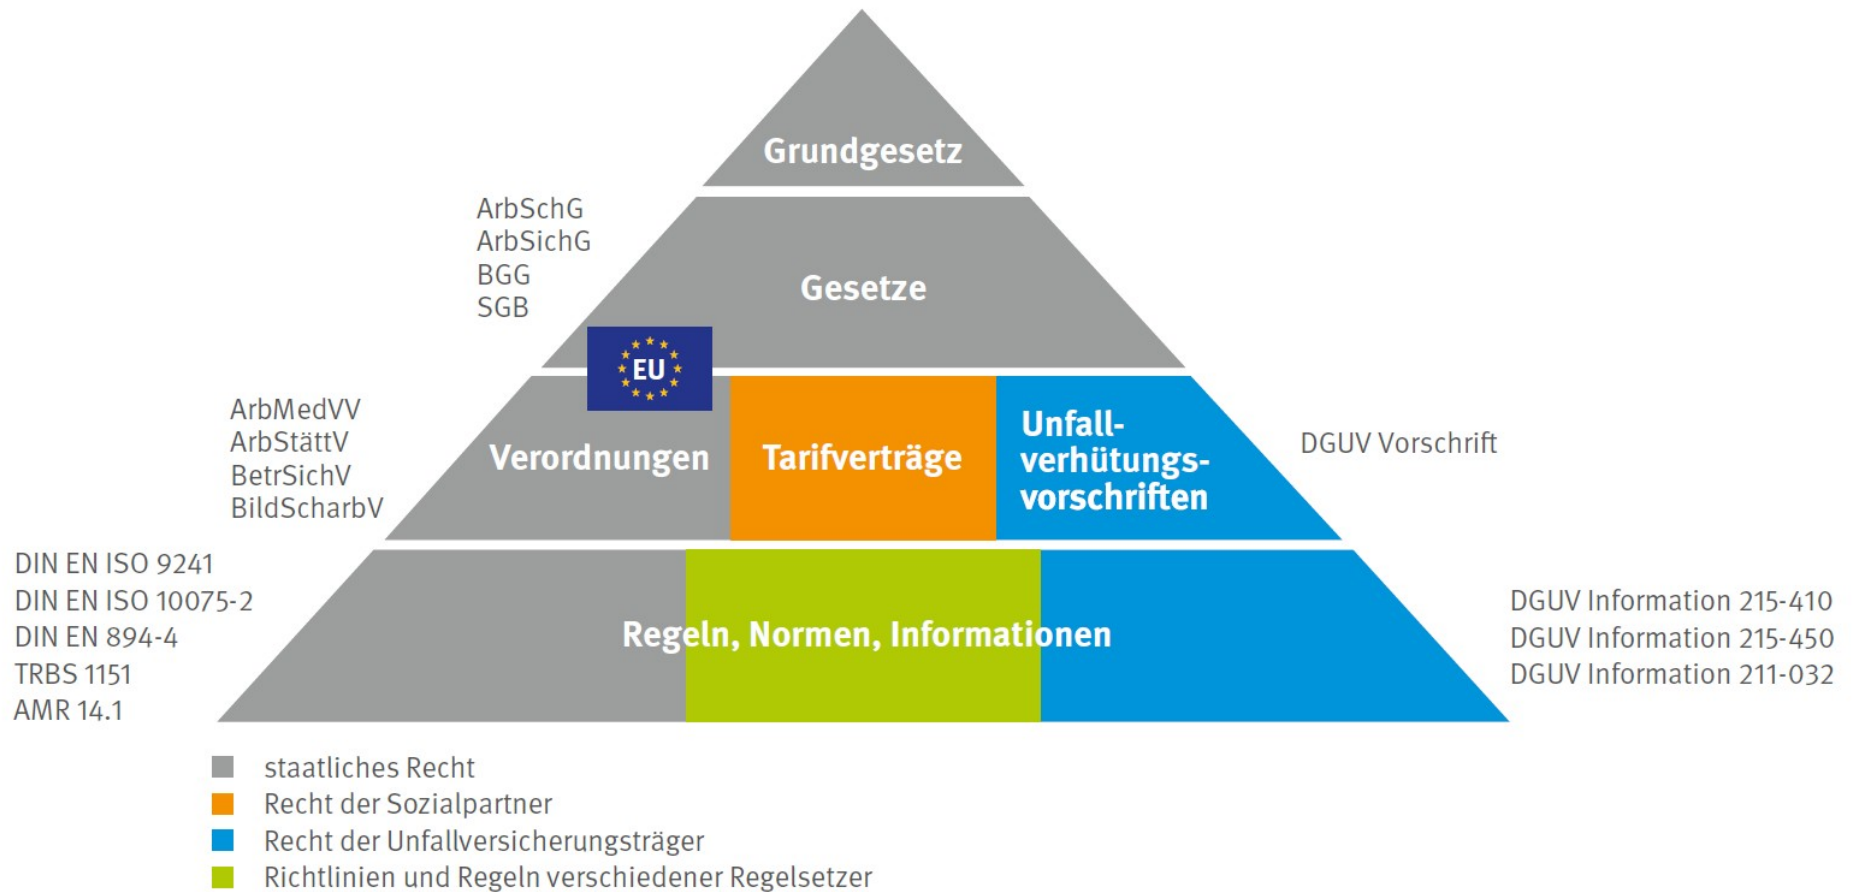 Grundgesetz
ArbSchG
ArbSichG
BGG
SGB
Gesetze
EU
ArbMedVV
ArbStättV
BetrSichV
BildScharbV
Verordnungen
Tarifverträge
Unfall-
verhütungs-
vorschriften
DGUV Vorschrift
DIN EN ISO 9241
DIN EN ISO 10075-2
DIN EN 894-4
TRBS 1151
AMR 14.1
Regeln, Normen, Informationen
DGUV Information 215-410
DGUV Information 215-450
DGUV Information 211-032
staatliches Recht
Recht der Sozialpartner
Recht der Unfallversicherungsträger
Richtlinien und Regeln verschiedener Regelsetzer